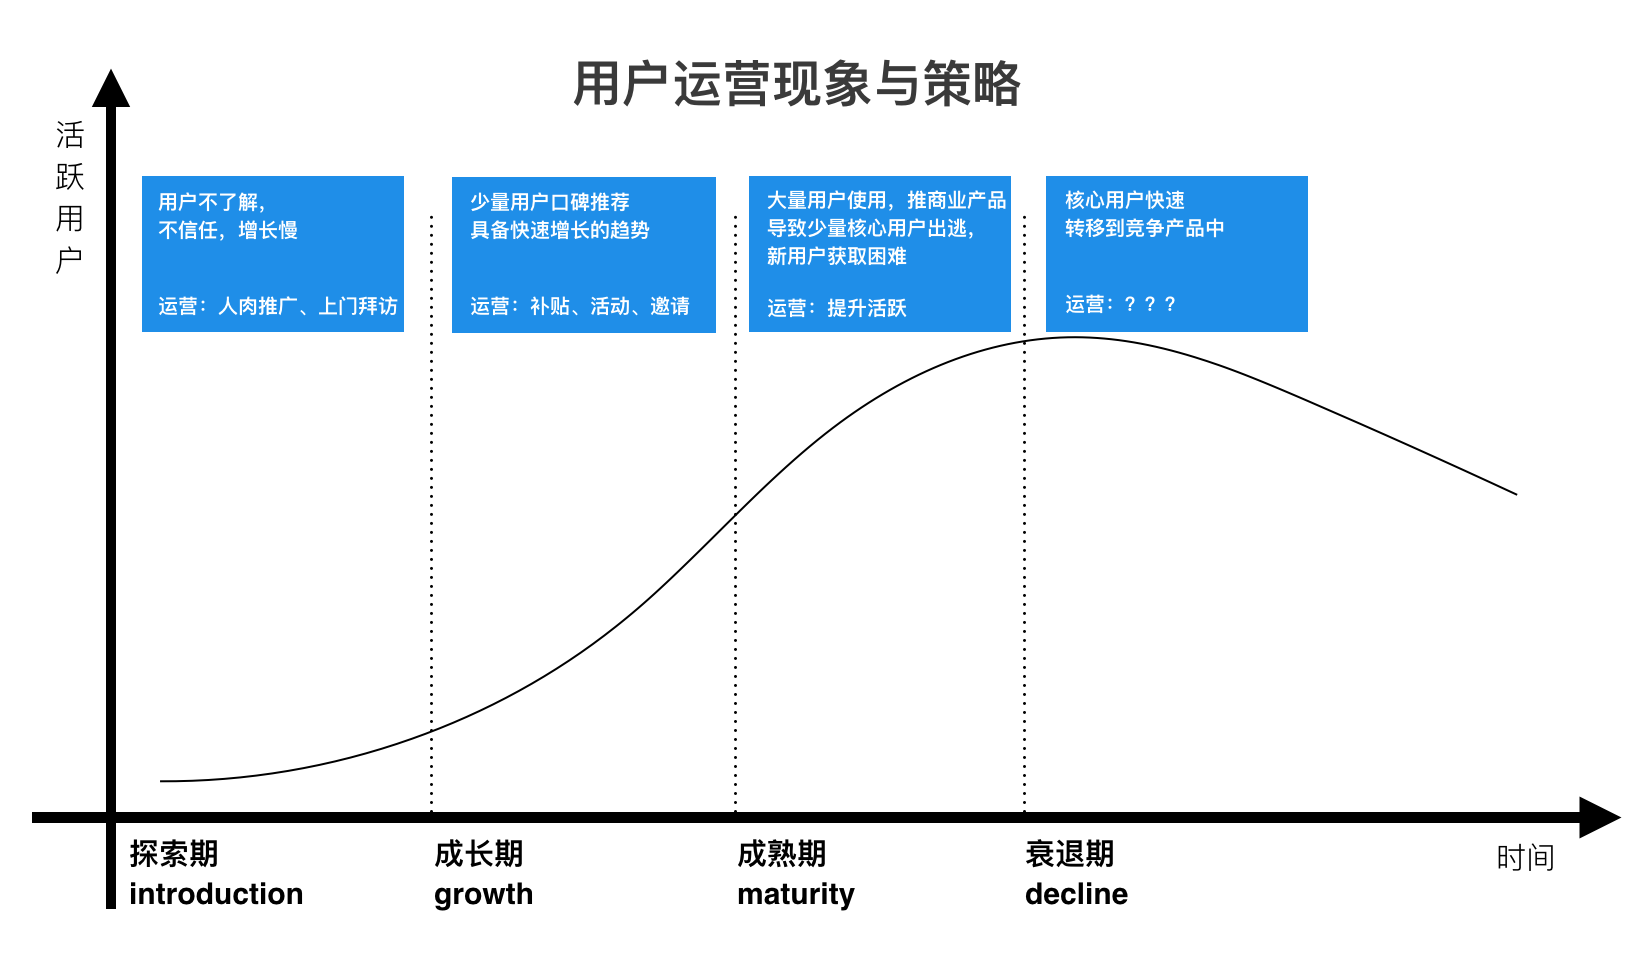 用户运营现象与策略
活
跃
用
户
用户不了解，
不信任，增长慢
运营：人肉推广、上门拜访
少量用户口碑推荐
具备快速增长的趋势
运营：补贴、活动、邀请
大量用户使用，推商业产品
导致少量核心用户出逃，
新用户获取困难
运营：提升活跃
核心用户快速
转移到竞争产品中
运营：？？？
探索期
introduction
成长期
growth
成熟期
maturity
衰退期
decline
时间